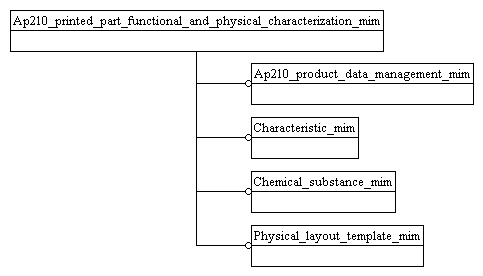 Ap210_printed_part_functional_and_physical_characterization_mim
Ap210_product_data_management_mim
Characteristic_mim
Chemical_substance_mim
Physical_layout_template_mim